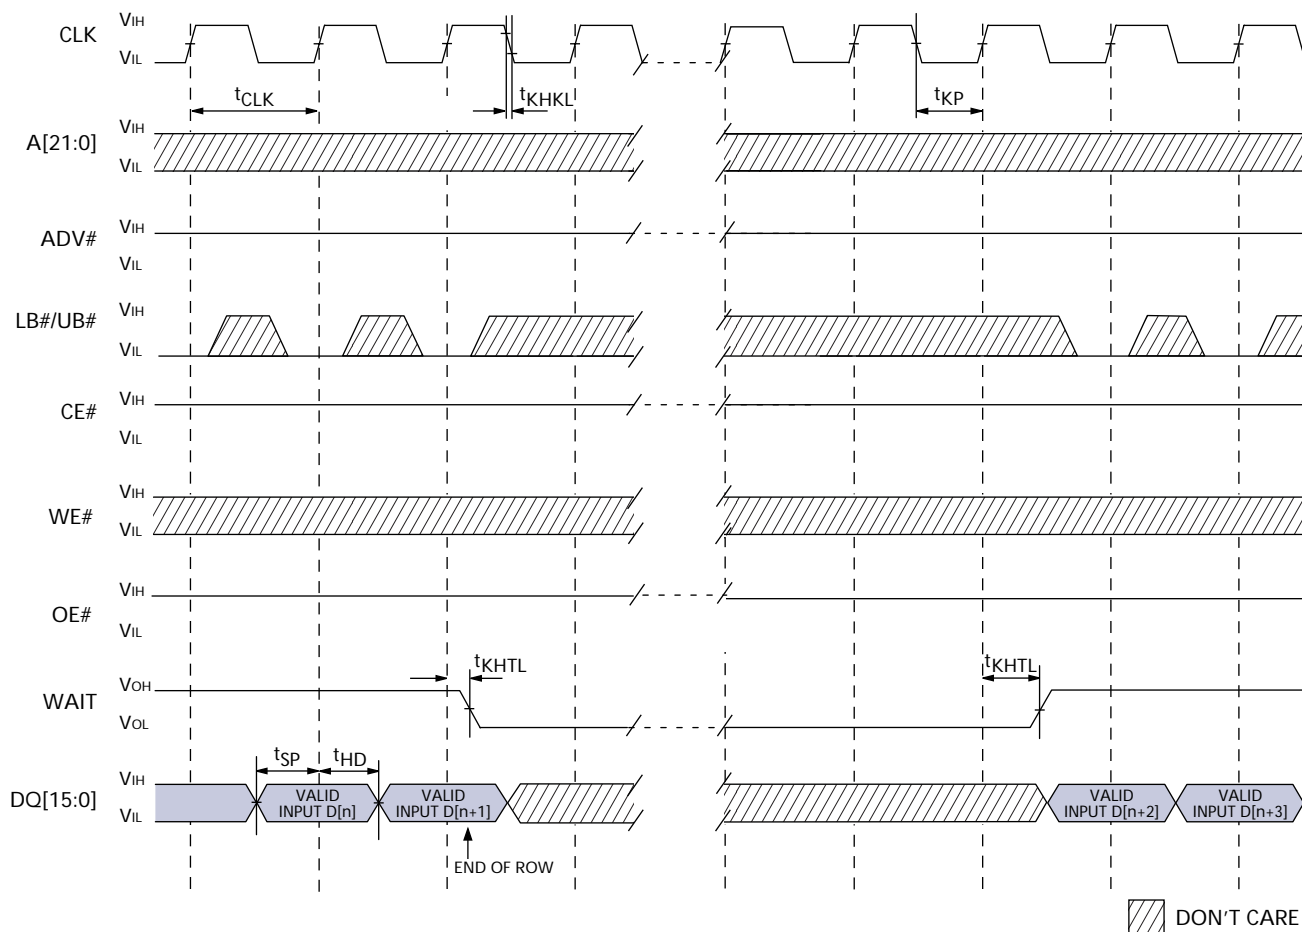 CLK
VIH
VIL
tCLK
tKHKL
tKP
A[21:0]
VIH
VIL
ADV#
VIH
VIL
LB#/UB#
VIH
VIL
CE#
VIH
VIL
WE#
VIH
VIL
OE#
VIH
VIL
tKHTL
tKHTL
WAIT
VOH
VOL
tSP
tHD
DQ[15:0]
VIH
VIL
VALID
INPUT D[n]
VALID
INPUT D[n+1]
VALID
INPUT D[n+2]
VALID
INPUT D[n+3]
END OF ROW
DON'T CARE